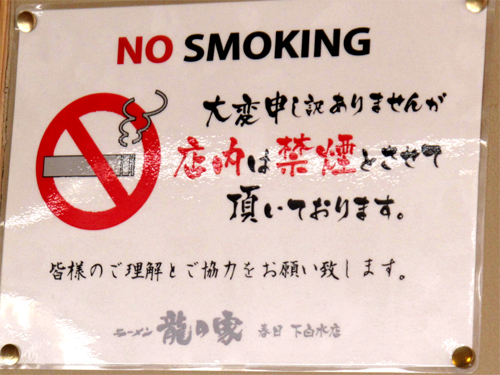 NO SMOKING
大変申し訳ありませんが
店内は禁煙とさせて
頂いております。
皆様のご理解とご協力をお願い致します。
ラーメン 龍の家 春日 下白水店